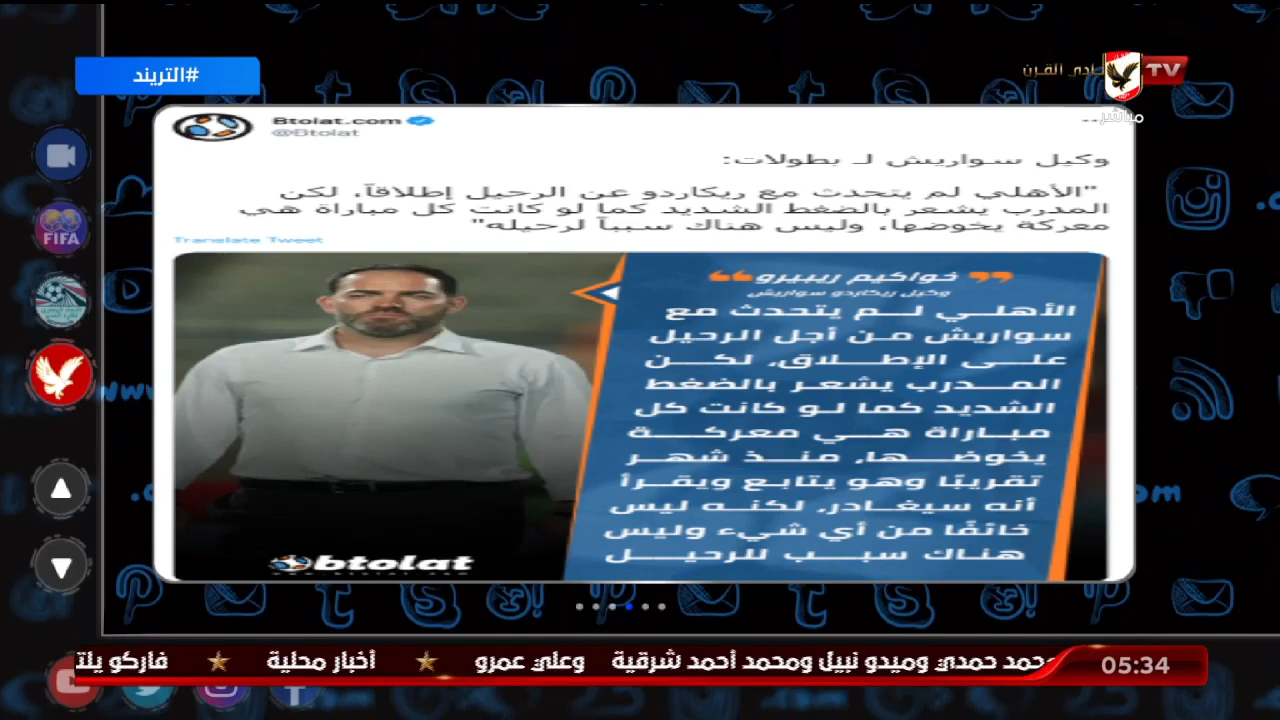 #التريند
نادي القرن
TV
مباشر
Btolat.com
@Btolat
وكيل سواريش لـ بطولات:
"الأهلي لم يتحدث مع ريكاردو عن الرحيل إطلاقاً، لكن
المدرب يشعر بالضغط الشديد كما لو كانت كل مباراة هي
معركة يخوضها، وليس هناك سبباً لرحيله"
Translate Tweet
خواكيم ريبيرو
وكيل ريكاردو سواريش
الأهلي لـم يتحدث مع
سواريش من أجل الرحيل
على الإطلاق، لكن
المدرب يشعر بالضغط
الشديد كما لو كانت كل
مباراة هي معركة
يخوضها، منذ شهر
تقريبًا وهو يتابع ويقرأ
أنه سيغادر، لكنه ليس
خائفًا من أي شيء وليس
هناك سبب للرحيل
btolat
FIFA
محمد حمدي وميدو نبيل ومحمد أحمد شرقية وعلي عمرو ★ أخبار محلية ★ فاركو
05:34